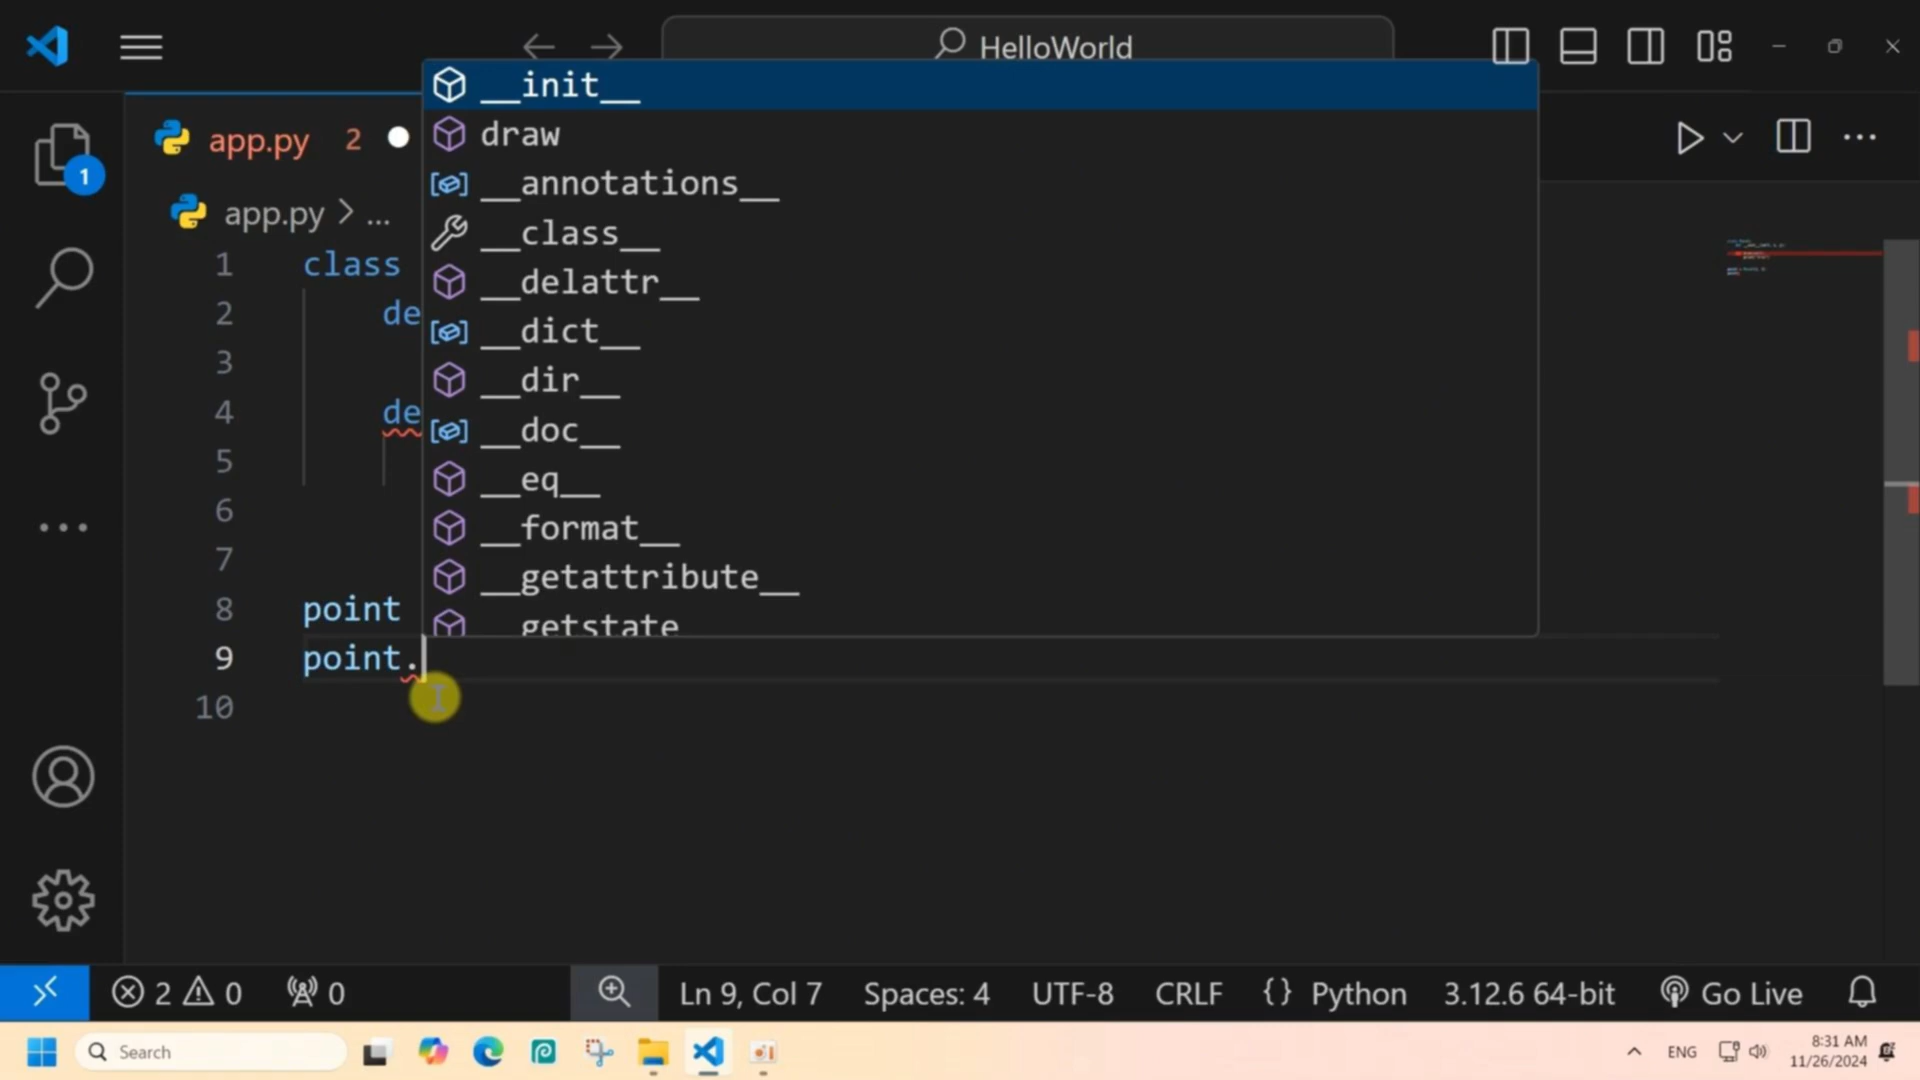 HelloWorld
app.py 2
app.py > ...
1
1 class
2 de
3
4 de
5
6
7
8 point
9 point.
10
__init__
draw
__annotations__
__class__
__delattr__
__dict__
__dir__
__doc__
__eq__
__format__
__getattribute__
__getstate__
2 0 0
Ln 9, Col 7 Spaces: 4 UTF-8 CRLF {} Python 3.12.6 64-bit Go Live
Search
ENG
8:31 AM
11/26/2024